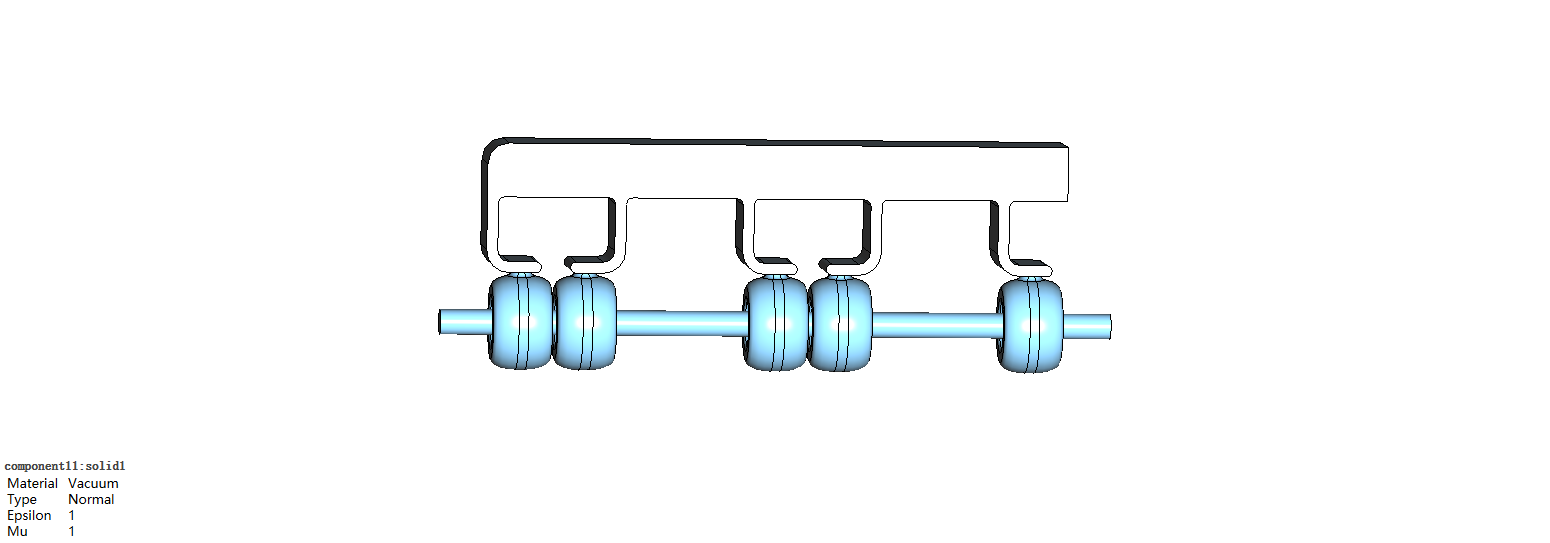 component11:solid1
Material Vacuum
Type Normal
Epsilon 1
Mu 1